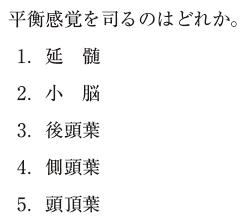 平衡感覚を司るのはどれか。
1. 延　髄
2. 小　脳
3. 後頭葉
4. 側頭葉
5. 頭頂葉